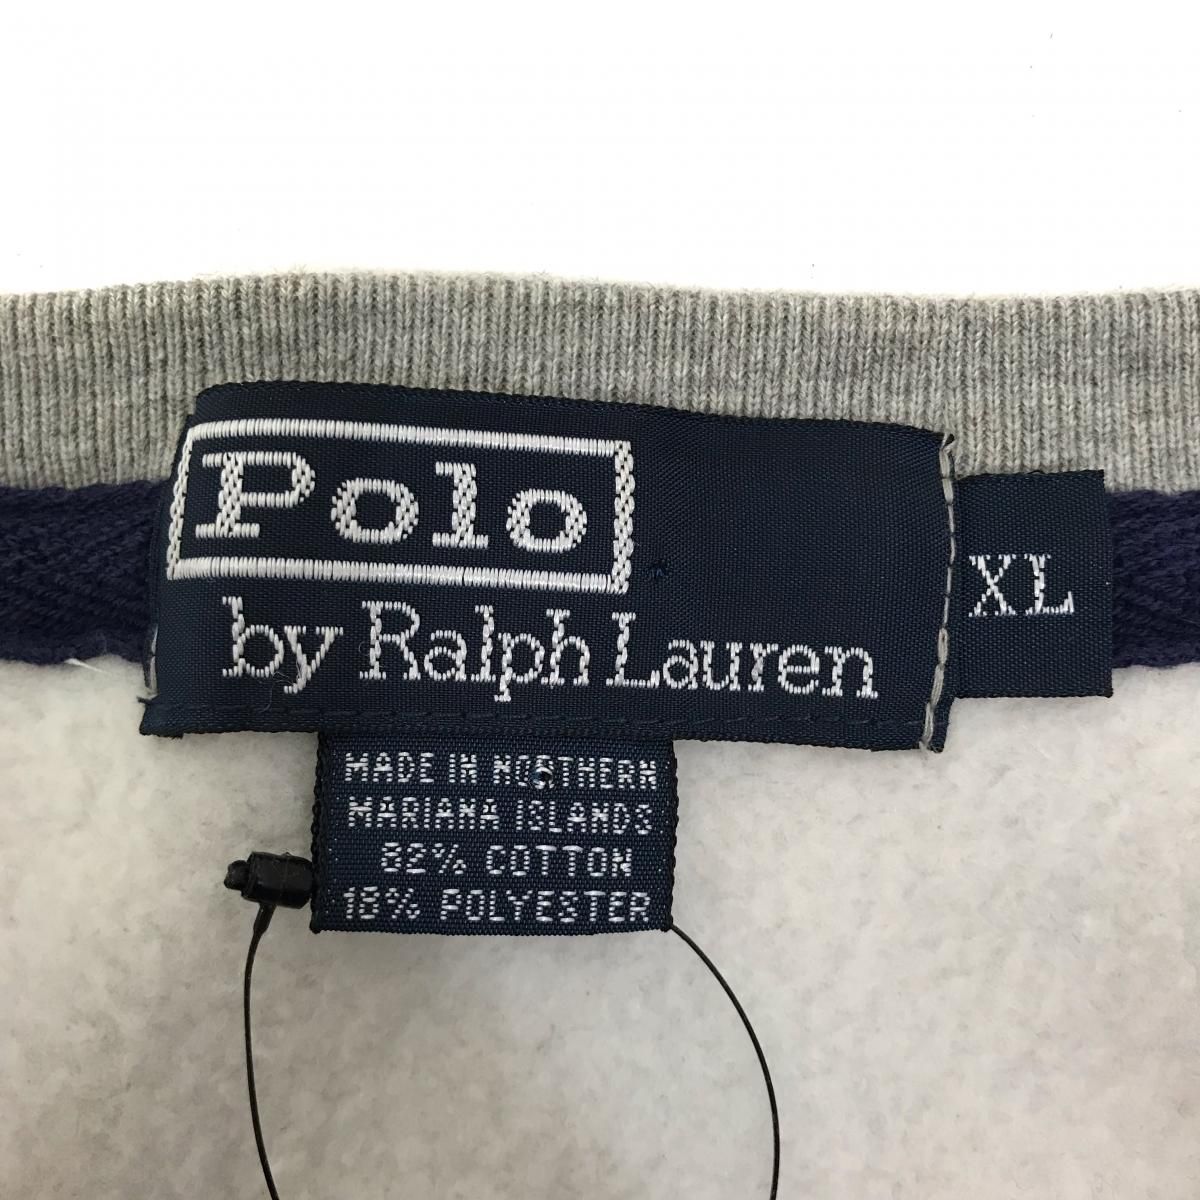 Polo
by Ralph Lauren
XL
MADE IN NORTHERN
MARIANA ISLANDS
82% COTTON
18% POLYESTER